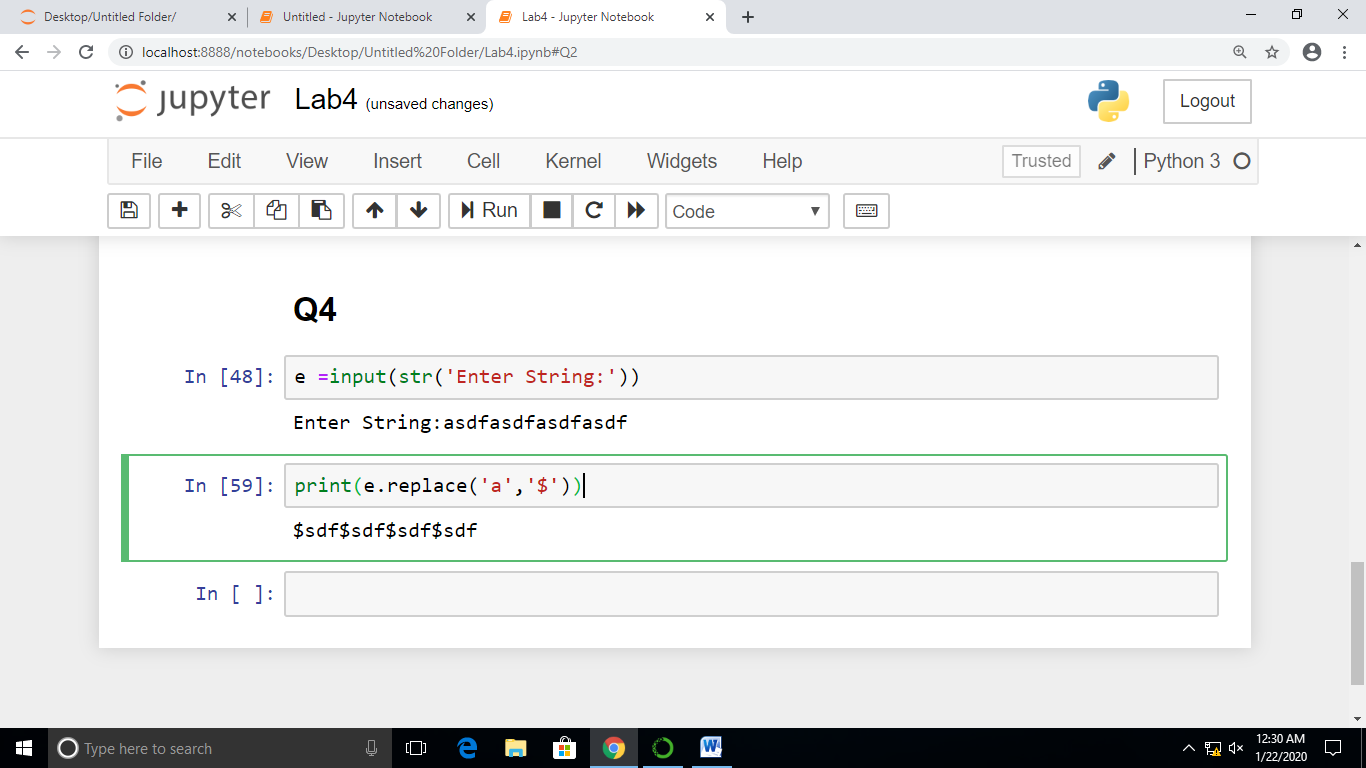 Desktop/Untitled Folder/
Untitled - Jupyter Notebook
Lab4 - Jupyter Notebook
localhost:8888/notebooks/Desktop/Untitled%20Folder/Lab4.ipynb#Q2
jupyter Lab4 (unsaved changes)
Logout
File Edit View Insert Cell Kernel Widgets Help
Trusted
Python 3
Run
Code
Q4
In [48]: e =input(str('Enter String:'))
Enter String:asdfasdfasdfasdf
In [59]: print(e.replace('a','$'))
$sdf$sdf$sdf$sdf
In [ ]:
Type here to search
12:30 AM
1/22/2020